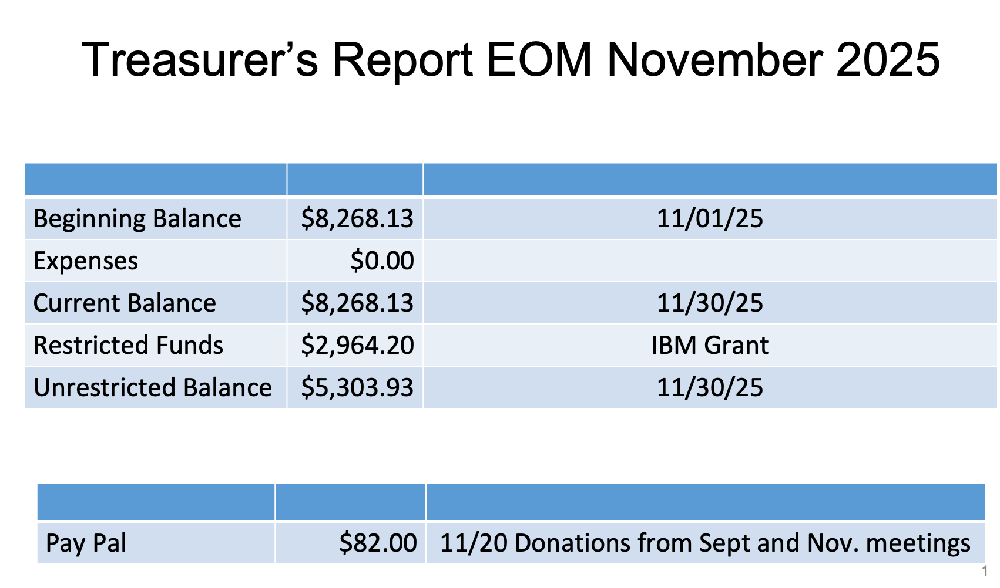 Treasurer’s Report EOM November 2025
Beginning Balance $8,268.13 11/01/25
Expenses $0.00
Current Balance $8,268.13 11/30/25
Restricted Funds $2,964.20 IBM Grant
Unrestricted Balance $5,303.93 11/30/25
Pay Pal $82.00 11/20 Donations from Sept and Nov. meetings
1